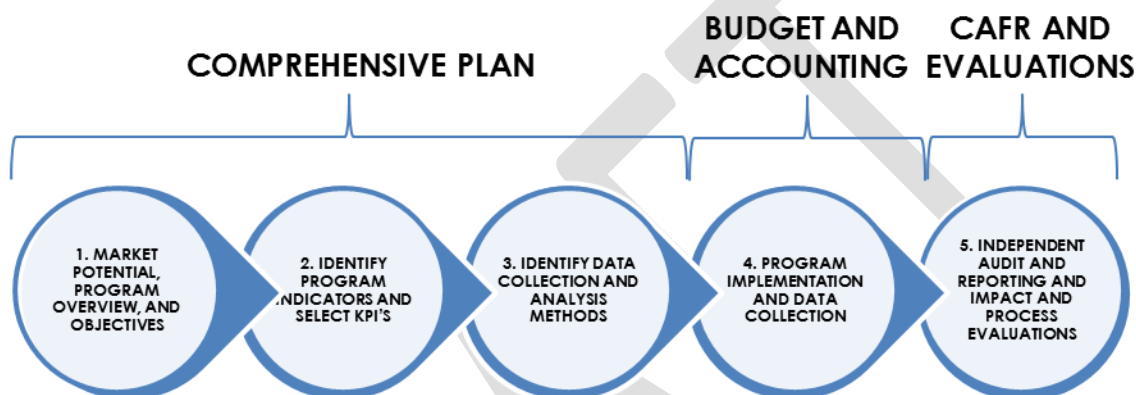 COMPREHENSIVE PLAN
BUDGET AND
ACCOUNTING
CAFR AND
EVALUATIONS
1. MARKET
POTENTIAL,
PROGRAM
OVERVIEW, AND
OBJECTIVES
2. IDENTIFY
PROGRAM
INDICATORS AND
SELECT KPI'S
3. IDENTIFY DATA
COLLECTION AND
ANALYSIS
METHODS
4. PROGRAM
IMPLEMENTATION
AND DATA
COLLECTION
5. INDEPENDENT
AUDIT AND
REPORTING AND
IMPACT AND
PROCESS
EVALUATIONS